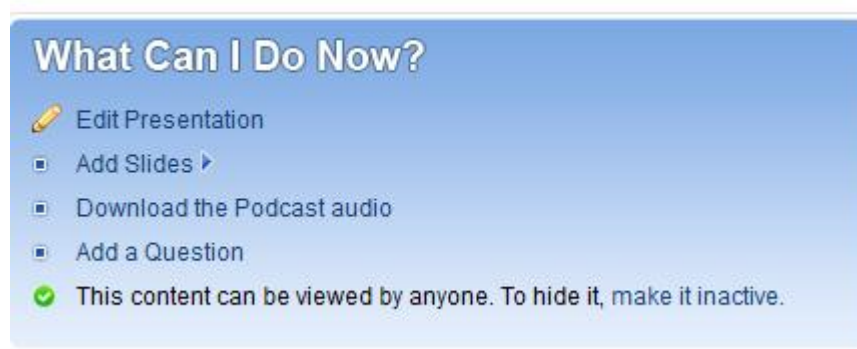 What Can I Do Now?
Edit Presentation
Add Slides
Download the Podcast audio
Add a Question
This content can be viewed by anyone. To hide it, make it inactive.